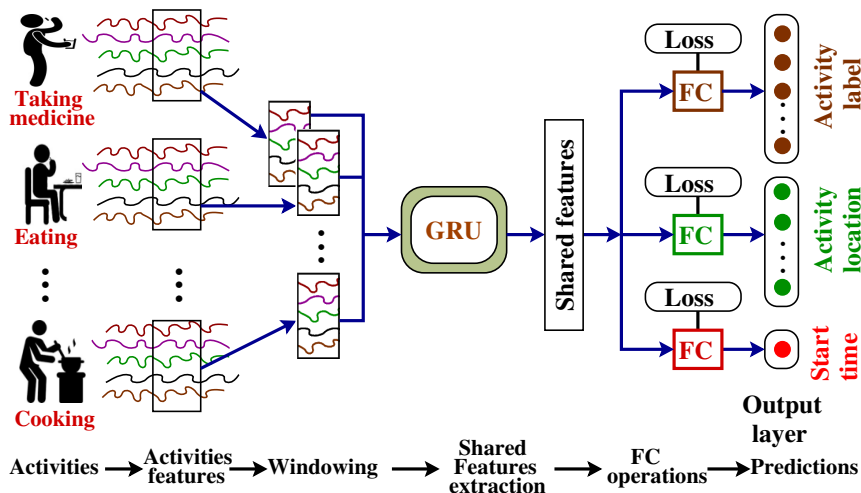 Taking
medicine
Eating
Cooking
GRU
Shared features
Loss
FC
Activity
label
Loss
FC
Activity
location
Loss
FC
Start
time
Output
layer
Activities
Activities
features
Windowing
Shared
Features
extraction
FC
operations
Predictions